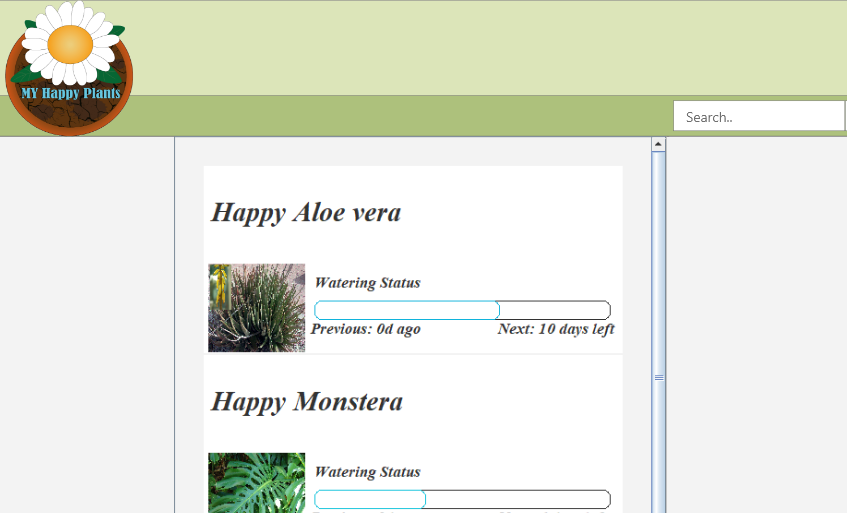 MY Happy Plants
Search..
Happy Aloe vera
Watering Status
Previous: 0d ago
Next: 10 days left
Happy Monstera
Watering Status